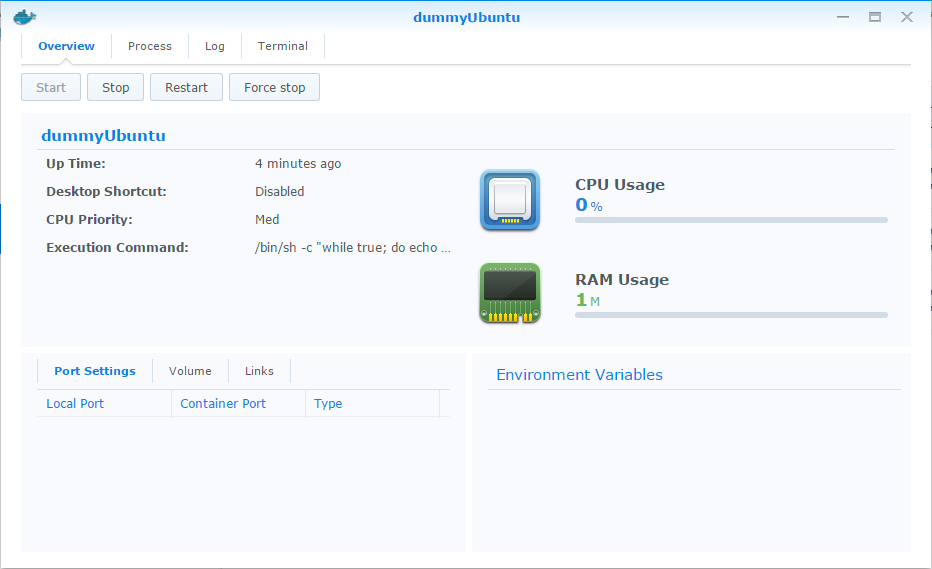 dummyUbuntu
Overview Process Log Terminal
Start Stop Restart Force stop
dummyUbuntu
Up Time: 4 minutes ago
Desktop Shortcut: Disabled
CPU Priority: Med
Execution Command: /bin/sh -c "while true; do echo ...
CPU Usage
0 %
RAM Usage
1 M
Port Settings Volume Links
Local Port Container Port Type
Environment Variables